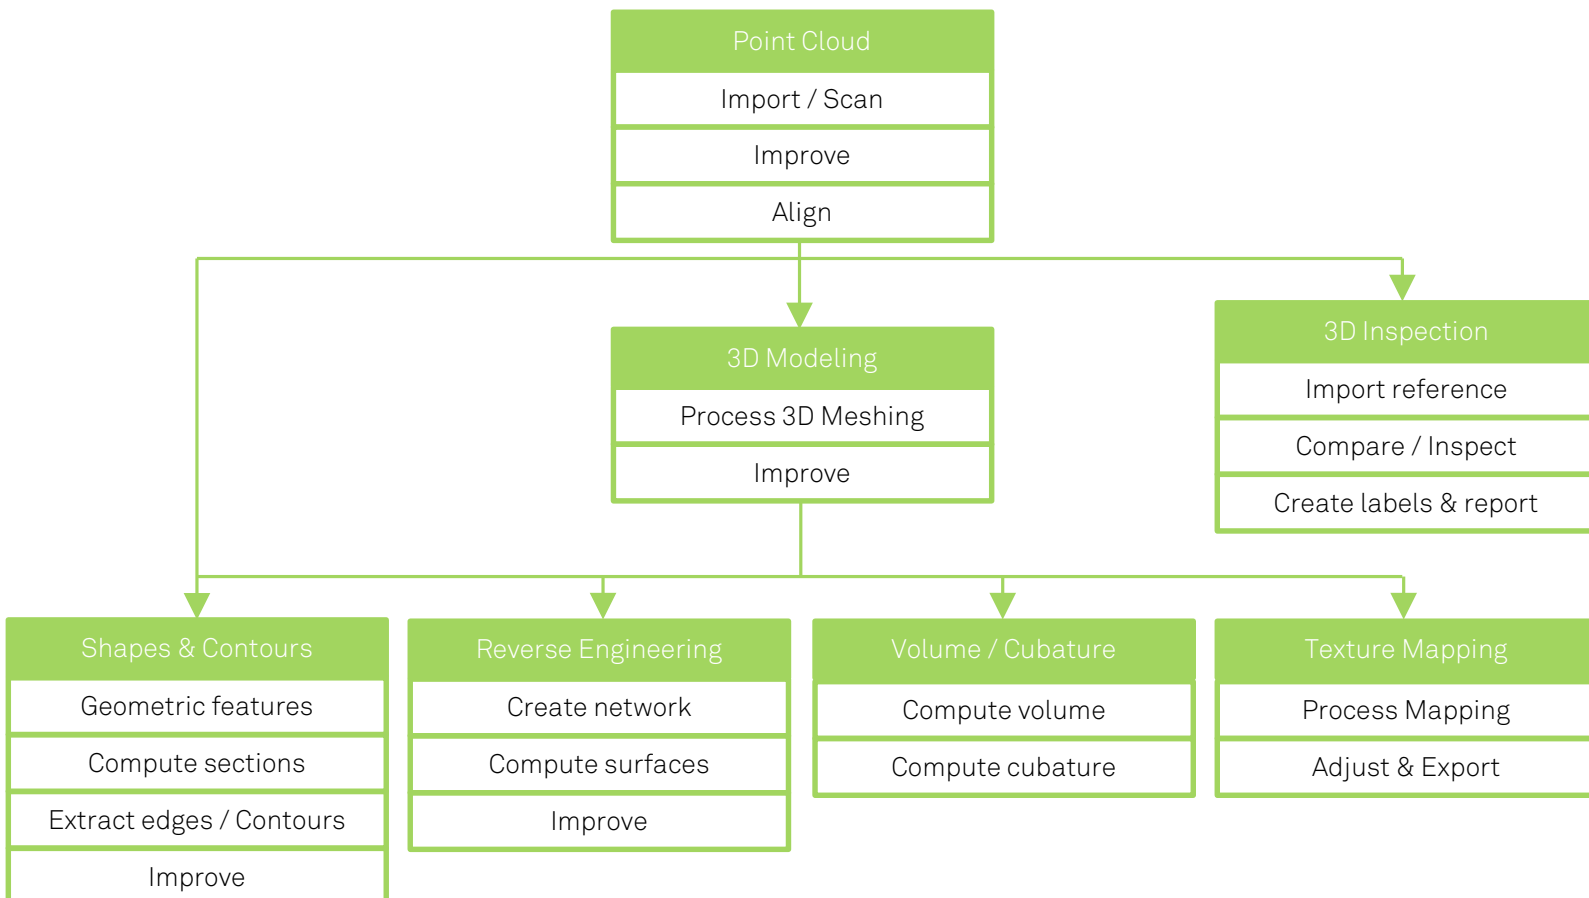 Point Cloud
Import / Scan
Improve
Align
3D Modeling
Process 3D Meshing
Improve
3D Inspection
Import reference
Compare / Inspect
Create labels & report
Shapes & Contours
Geometric features
Compute sections
Extract edges / Contours
Improve
Reverse Engineering
Create network
Compute surfaces
Improve
Volume / Cubature
Compute volume
Compute cubature
Texture Mapping
Process Mapping
Adjust & Export